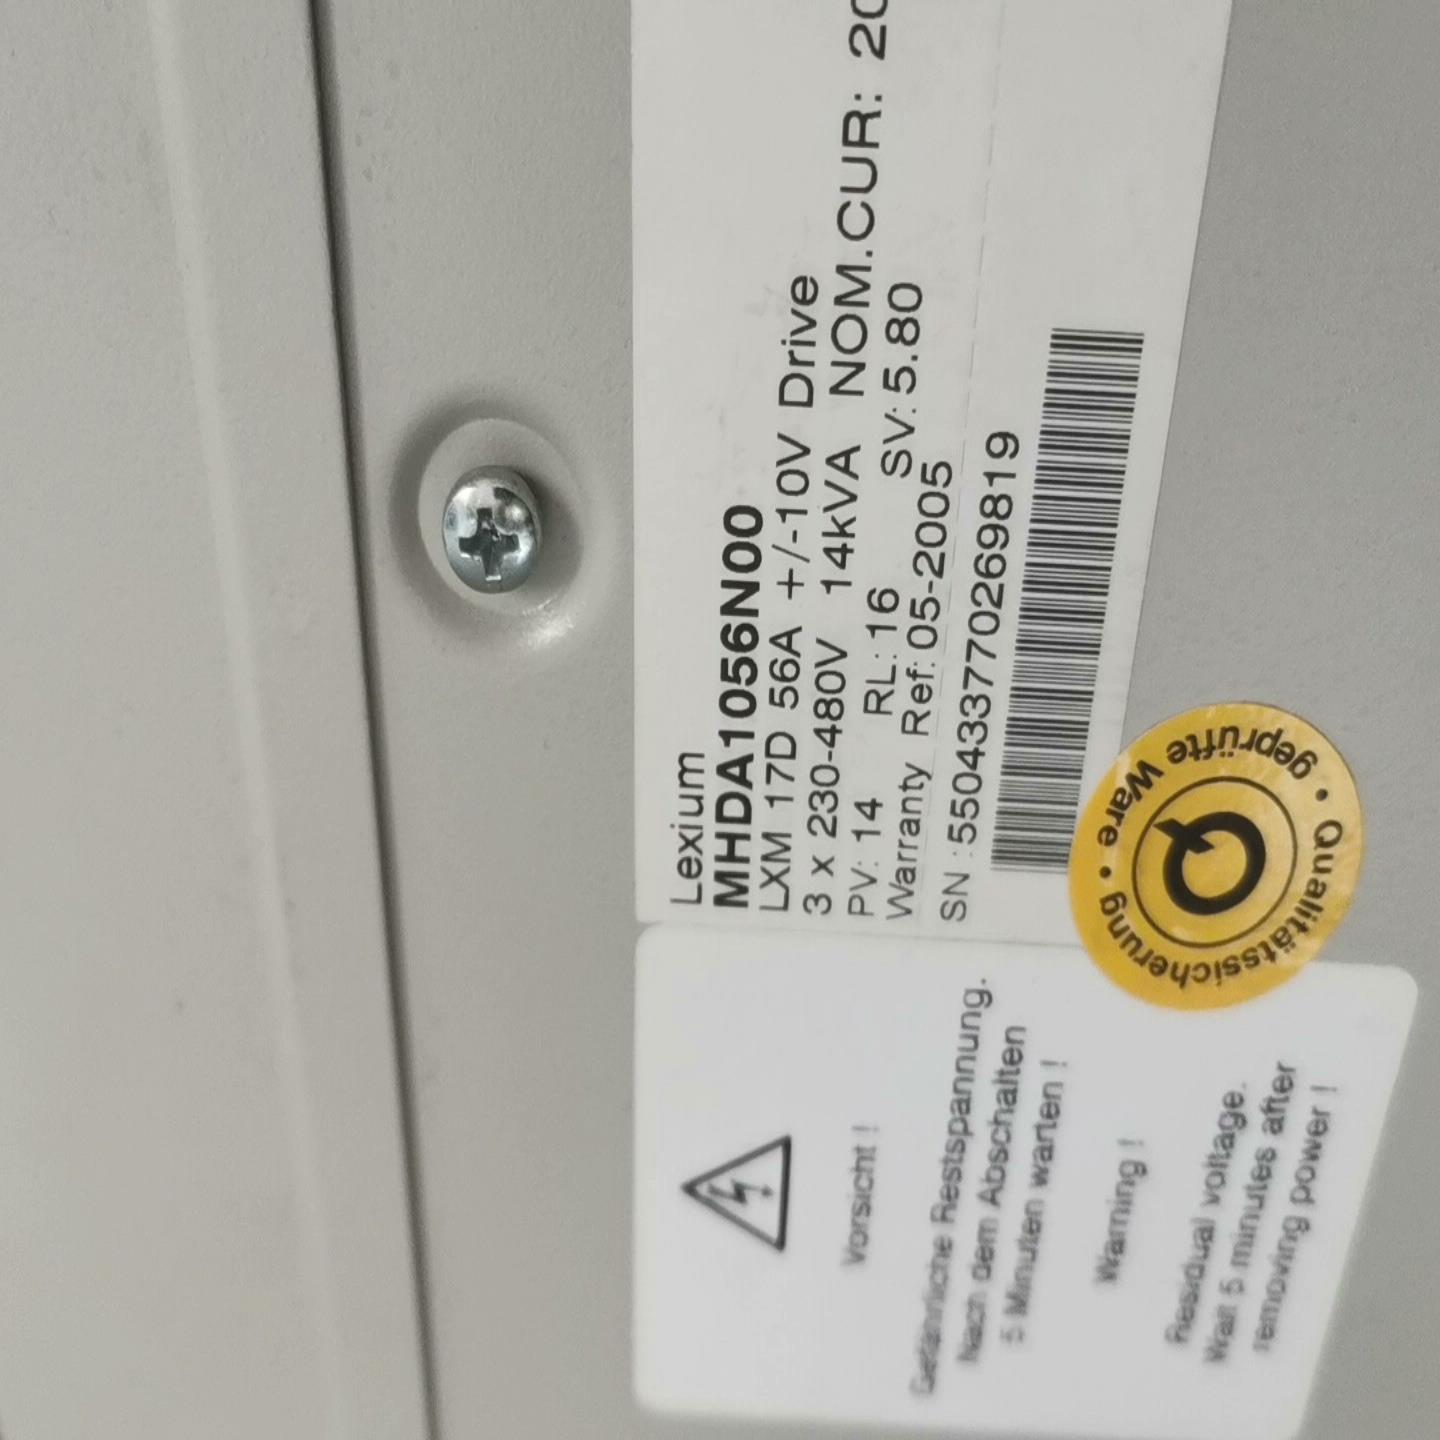 Lexium
MHDA1056N00
LXM 17D 56A +/-10V Drive
3 x 230-480V 14kVA NOM.CUR: 20
PV: 14 RL: 16 SV: 5.80
Warranty Ref: 05-2005
SN : 550433770269819
Qualitätssicherung • geprüfte Ware •
Q
Vorsicht !
Gefährliche Restspannung.
Nach dem Abschalten
5 Minuten warten !
Warning !
Residual voltage.
Wait 5 minutes after
removing power !